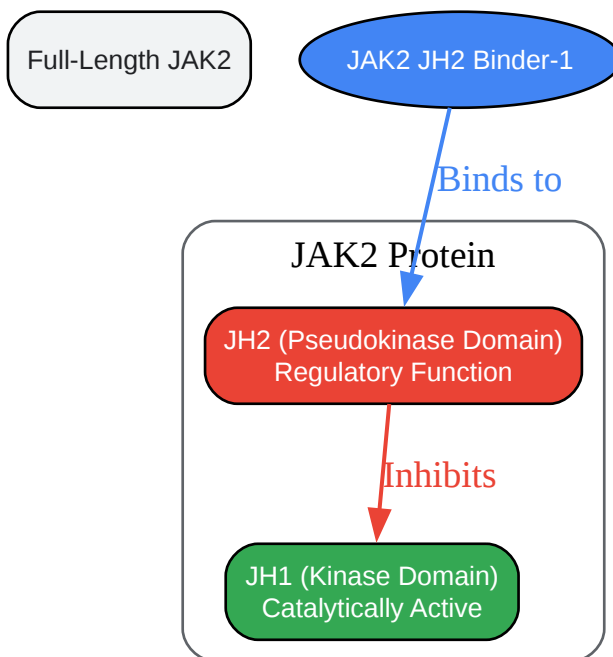 Full-Length JAK2
JAK2 JH2 Binder-1
Binds to
JAK2 Protein
JH2 (Pseudokinase Domain)
Regulatory Function
Inhibits
JH1 (Kinase Domain)
Catalytically Active